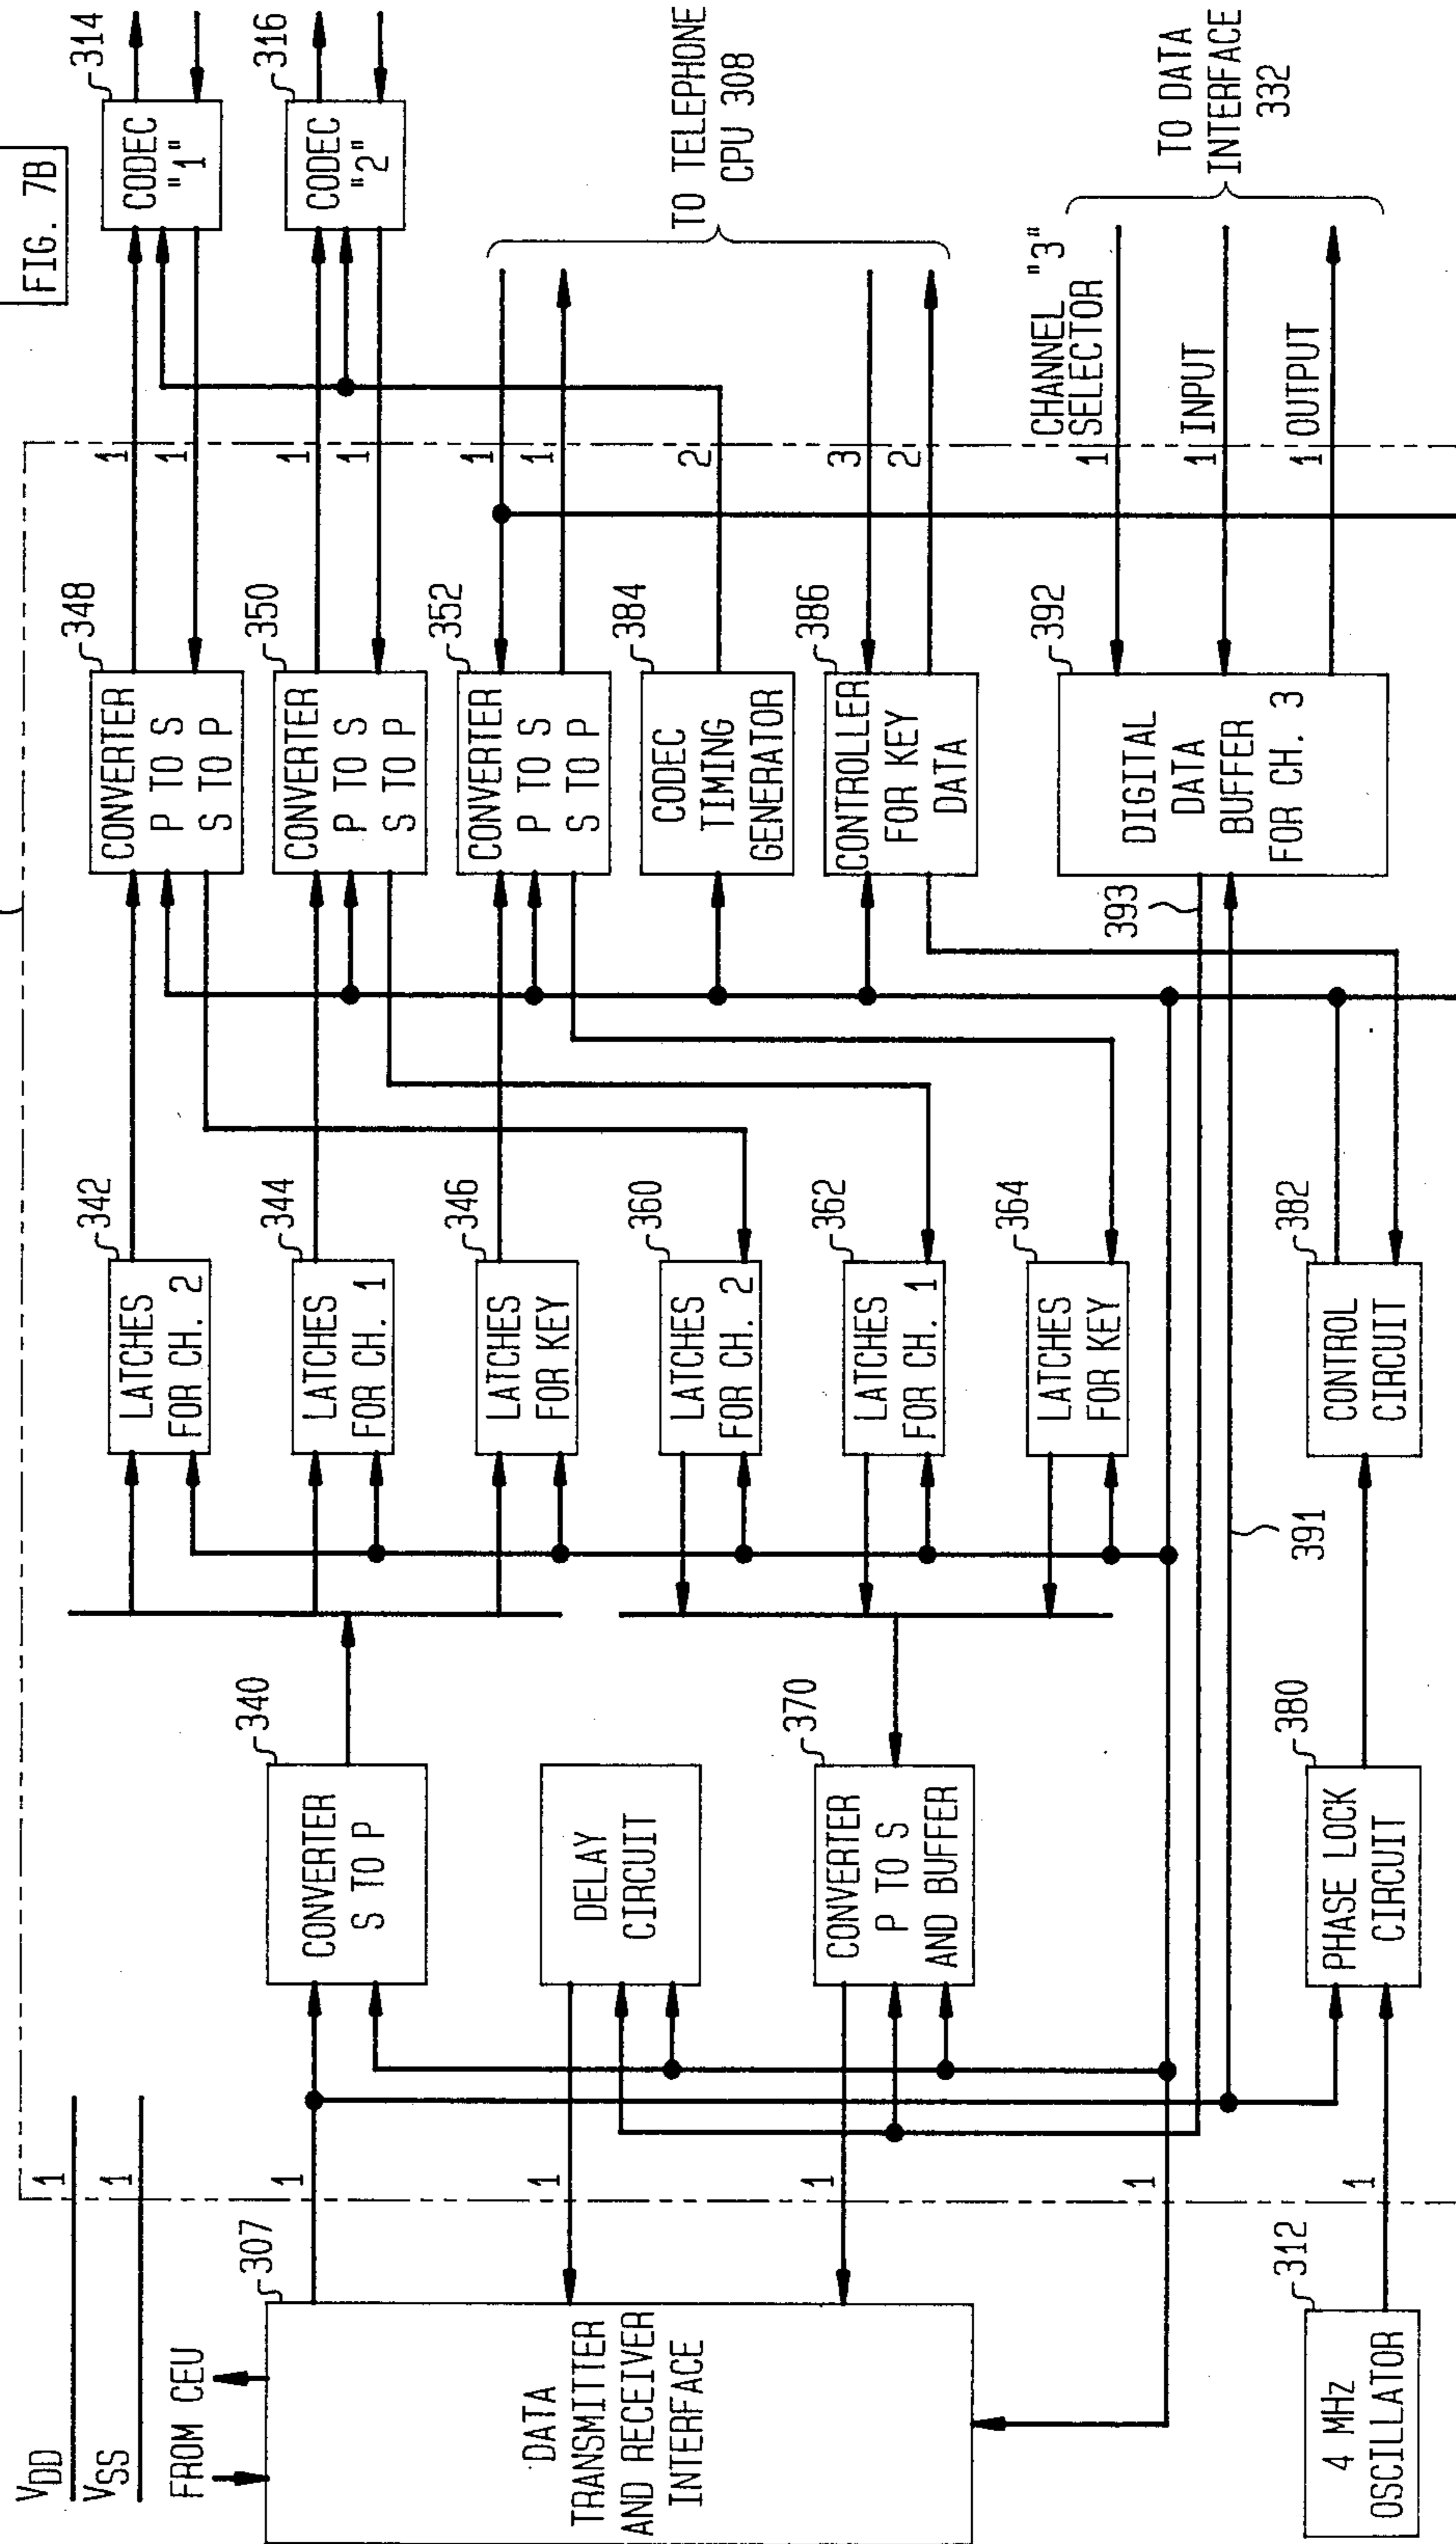 FIG. 7B
VDD
1
VSS
1
FROM CEU
307
DATA
TRANSMITTER
AND RECEIVER
INTERFACE
1
1
1
1
312
4 MHz
OSCILLATOR
1
340
CONVERTER
S TO P
DELAY
CIRCUIT
370
CONVERTER
P TO S
AND BUFFER
380
PHASE LOCK
CIRCUIT
342
LATCHES
FOR CH. 2
344
LATCHES
FOR CH. 1
346
LATCHES
FOR KEY
360
LATCHES
FOR CH. 2
362
LATCHES
FOR CH. 1
364
LATCHES
FOR KEY
382
CONTROL
CIRCUIT
391
393
348
CONVERTER
P TO S
S TO P
350
CONVERTER
P TO S
S TO P
352
CONVERTER
P TO S
S TO P
384
CODEC
TIMING
GENERATOR
386
CONTROLLER
FOR KEY
DATA
392
DIGITAL
DATA
BUFFER
FOR CH. 3
1
1
1
1
1
1
2
3
2
1
CHANNEL "3"
SELECTOR
1
INPUT
1
OUTPUT
314
CODEC
"1"
316
CODEC
"2"
TO TELEPHONE
CPU 308
TO DATA
INTERFACE
332